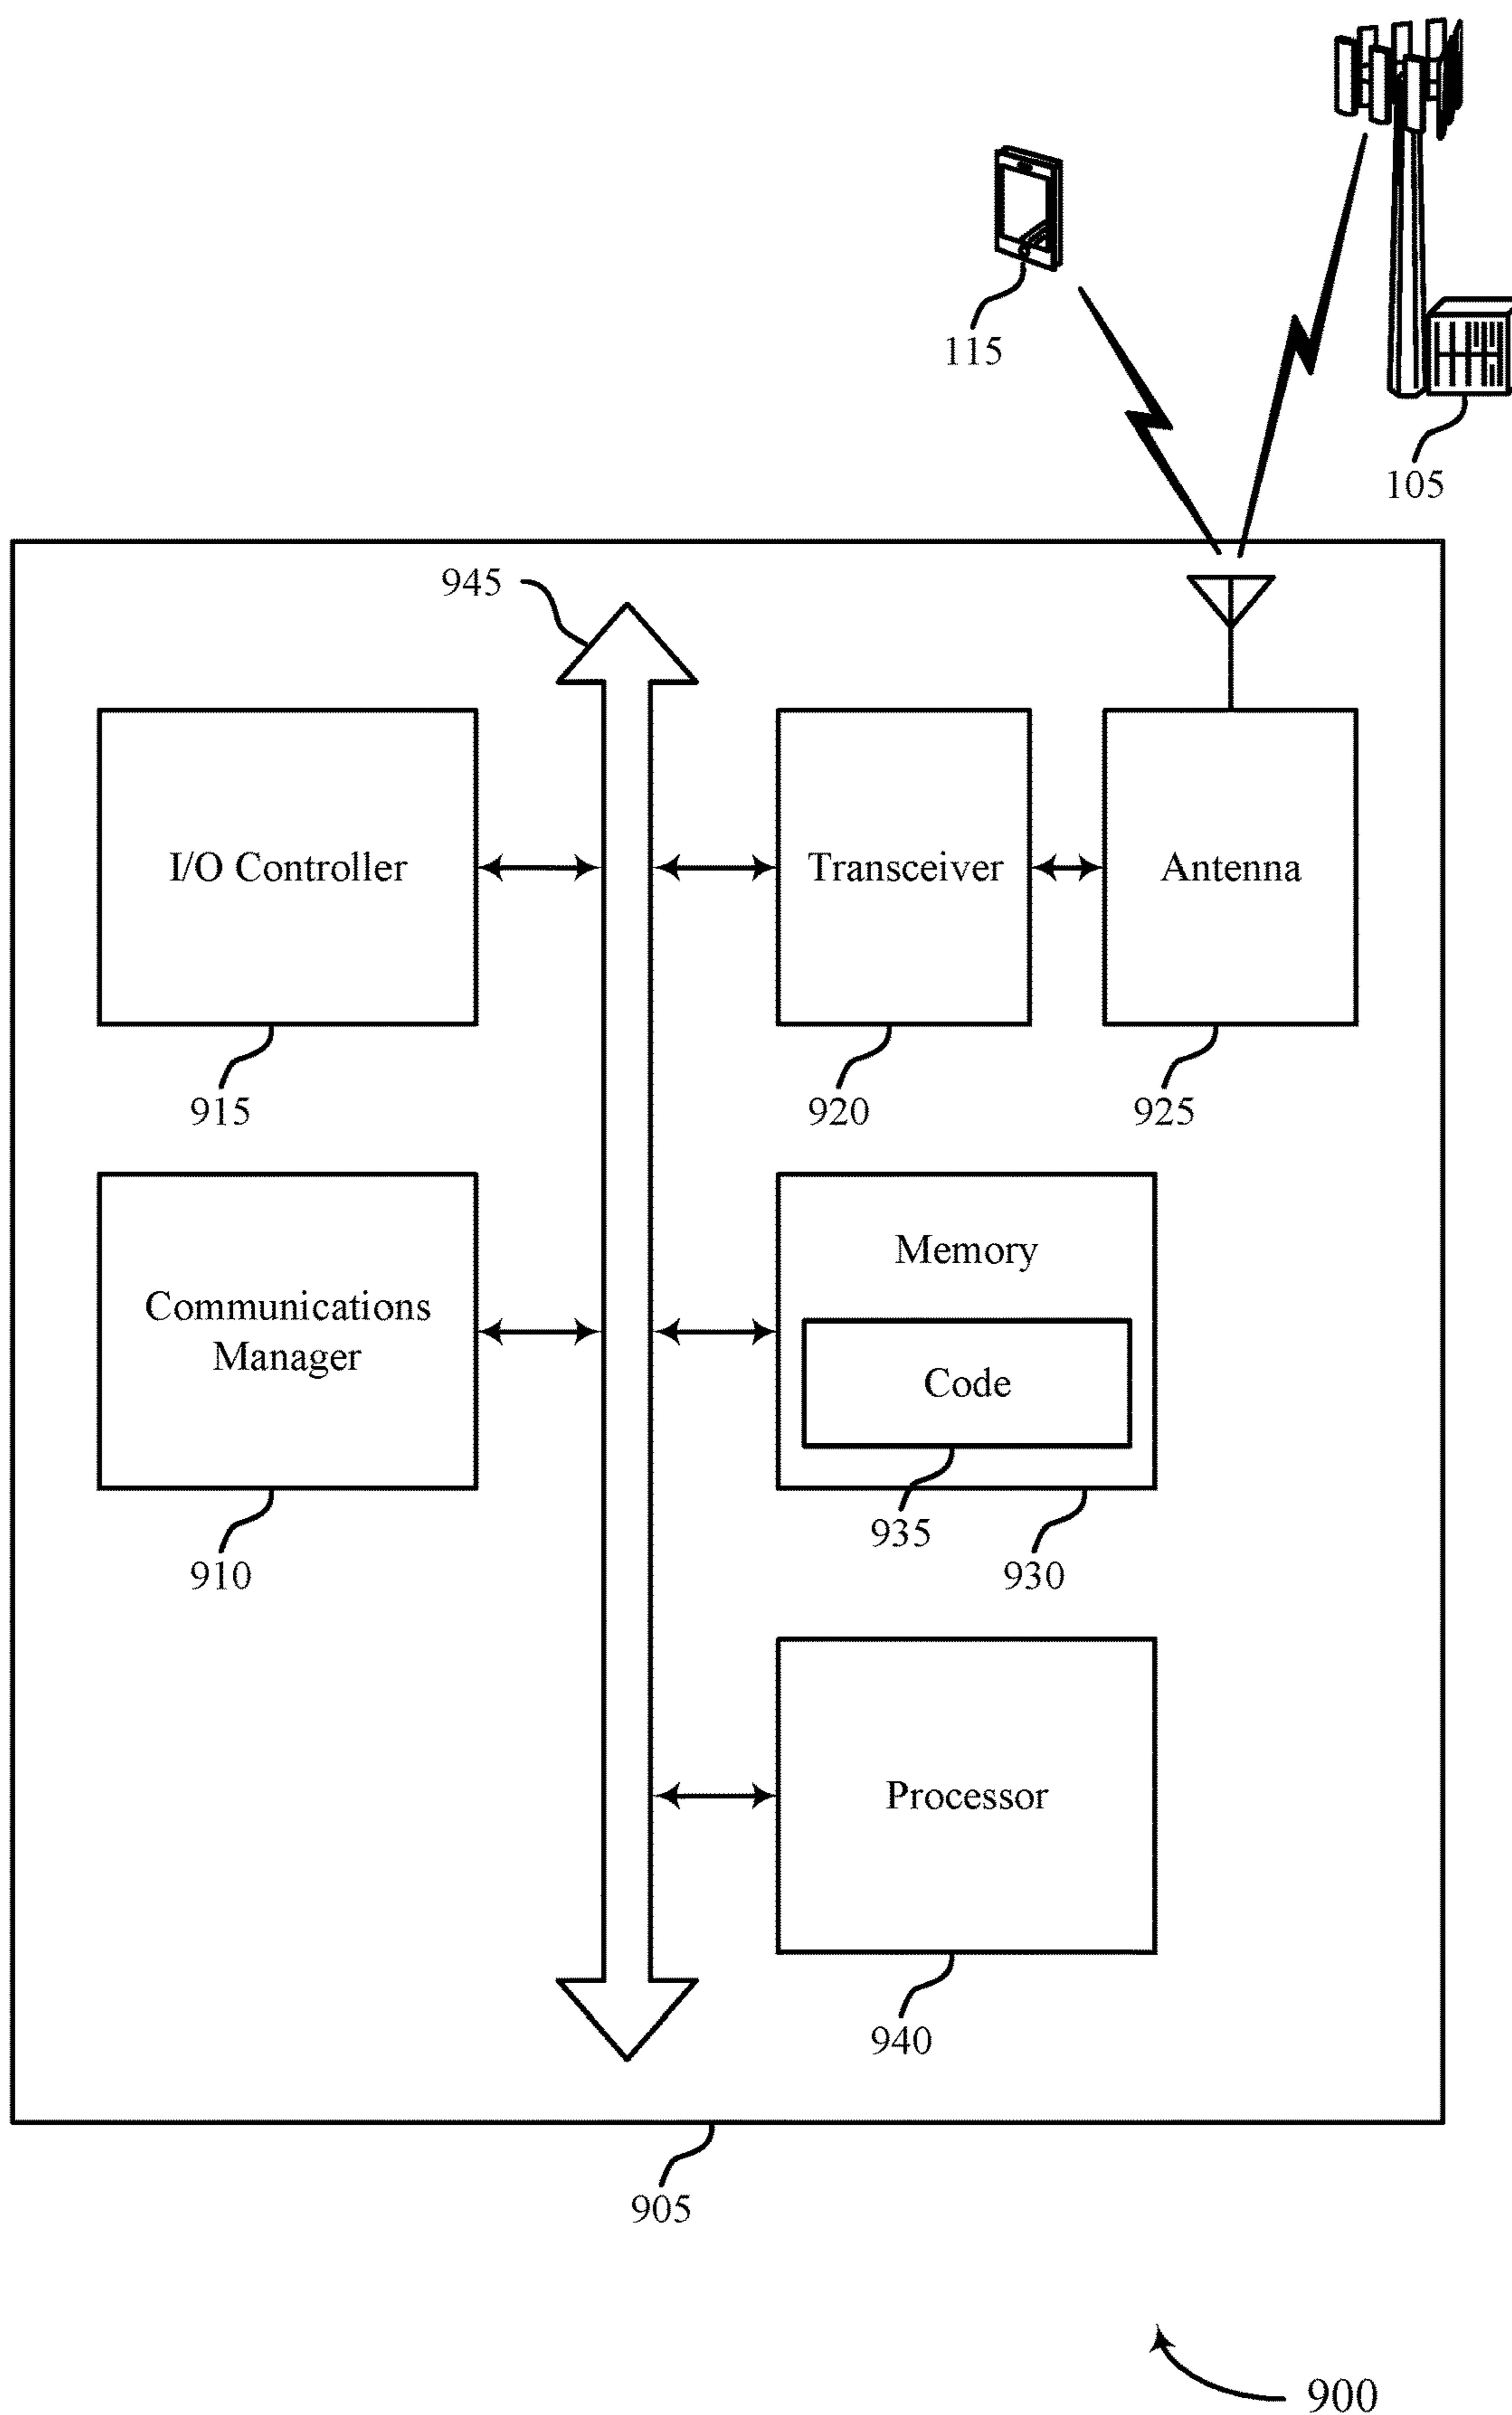 115
105
945
I/O Controller
Transceiver
Antenna
915
920
925
Communications
Manager
Memory
Code
910
935
930
Processor
940
905
900